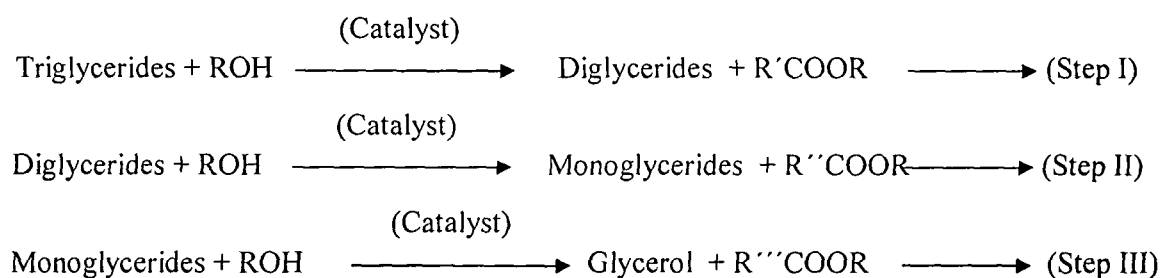 (Catalyst)
Triglycerides + ROH ⟶ Diglycerides + R´COOR ⟶ (Step I)
(Catalyst)
Diglycerides + ROH ⟶ Monoglycerides + R´´COOR ⟶ (Step II)
(Catalyst)
Monoglycerides + ROH ⟶ Glycerol + R´´´COOR ⟶ (Step III)